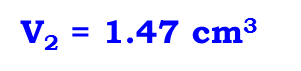 V₂ = 1.47 cm³